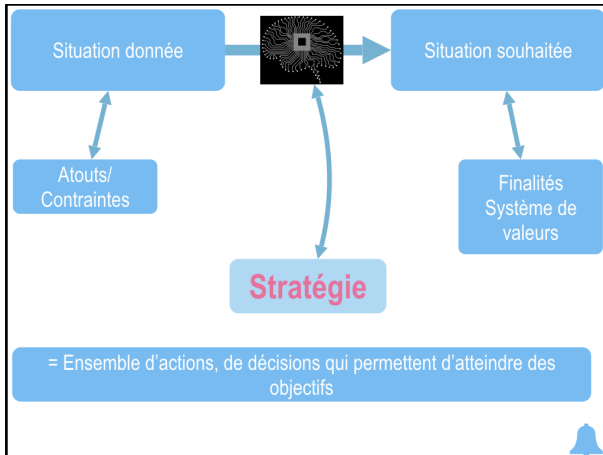 Situation donnée
Situation souhaitée
Atouts/
Contraintes
Finalités
Système de
valeurs
Stratégie
= Ensemble d’actions, de décisions qui permettent d’atteindre des
objectifs